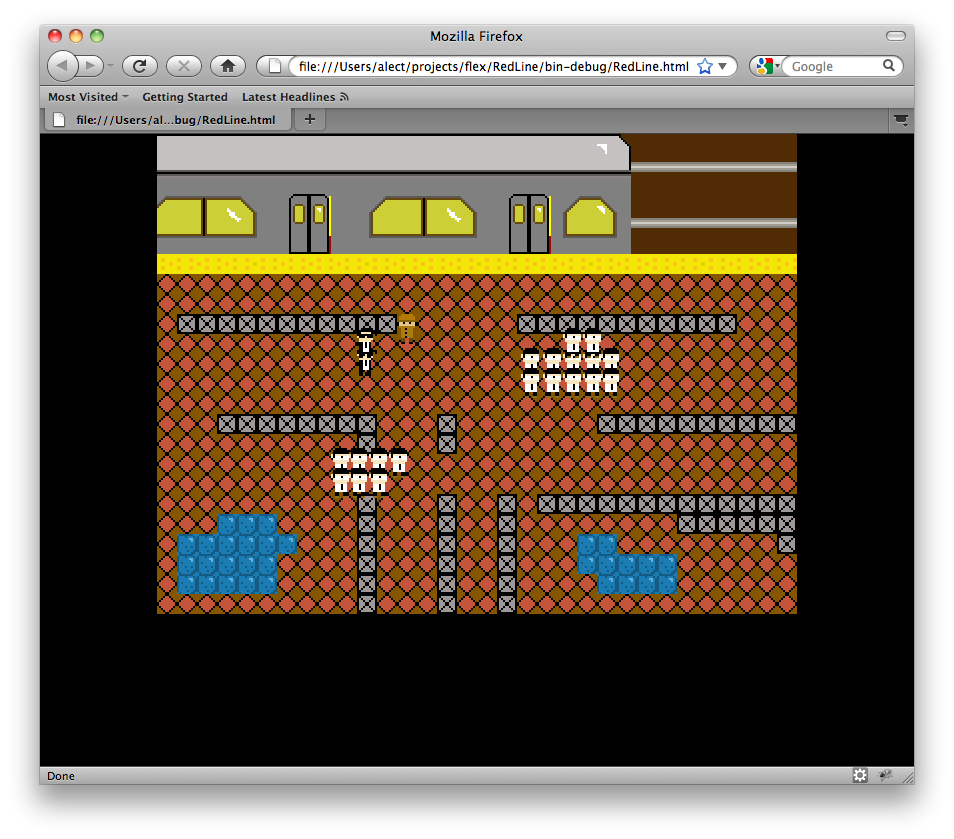 Mozilla Firefox
file:///Users/alect/projects/flex/RedLine/bin-debug/RedLine.html
Google
Most Visited Getting Started Latest Headlines
file:///Users/al...bug/RedLine.html
Done